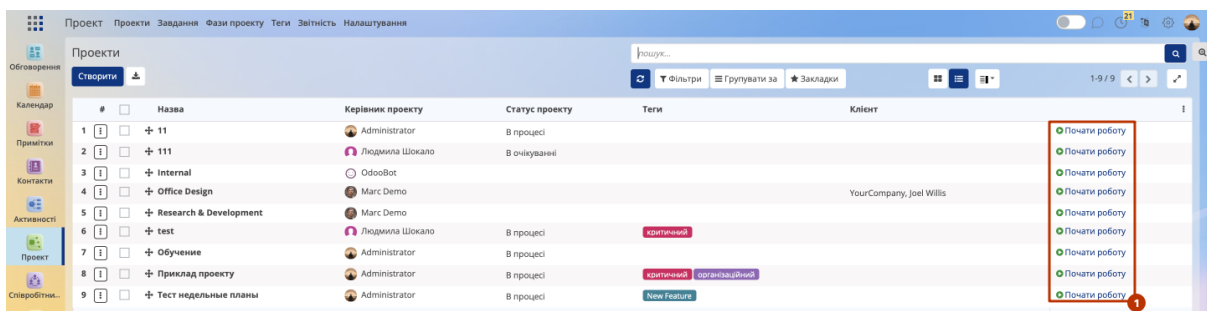 Проект Проекти Завдання Фази проекту Теги Звітність Налаштування 21
Обговорення
Календар
Примітки
Контакти
Активності
Проект
Співробітни...
Проекти
пошук...
Створити
Фільтри Групувати за Закладки 1-9 / 9
# Назва Керівник проекту Статус проекту Теги Клієнт
1 11 Administrator В процесі Почати роботу
2 111 Людмила Шокало В очікуванні Почати роботу
3 Internal OdooBot Почати роботу
4 Office Design Marc Demo YourCompany, Joel Willis Почати роботу
5 Research & Development Marc Demo Почати роботу
6 test Людмила Шокало В процесі критичний Почати роботу
7 Обучение Administrator В процесі Почати роботу
8 Приклад проекту Administrator В процесі критичний організаційний Почати роботу
9 Тест недельные планы Administrator В процесі New Feature Почати роботу
1